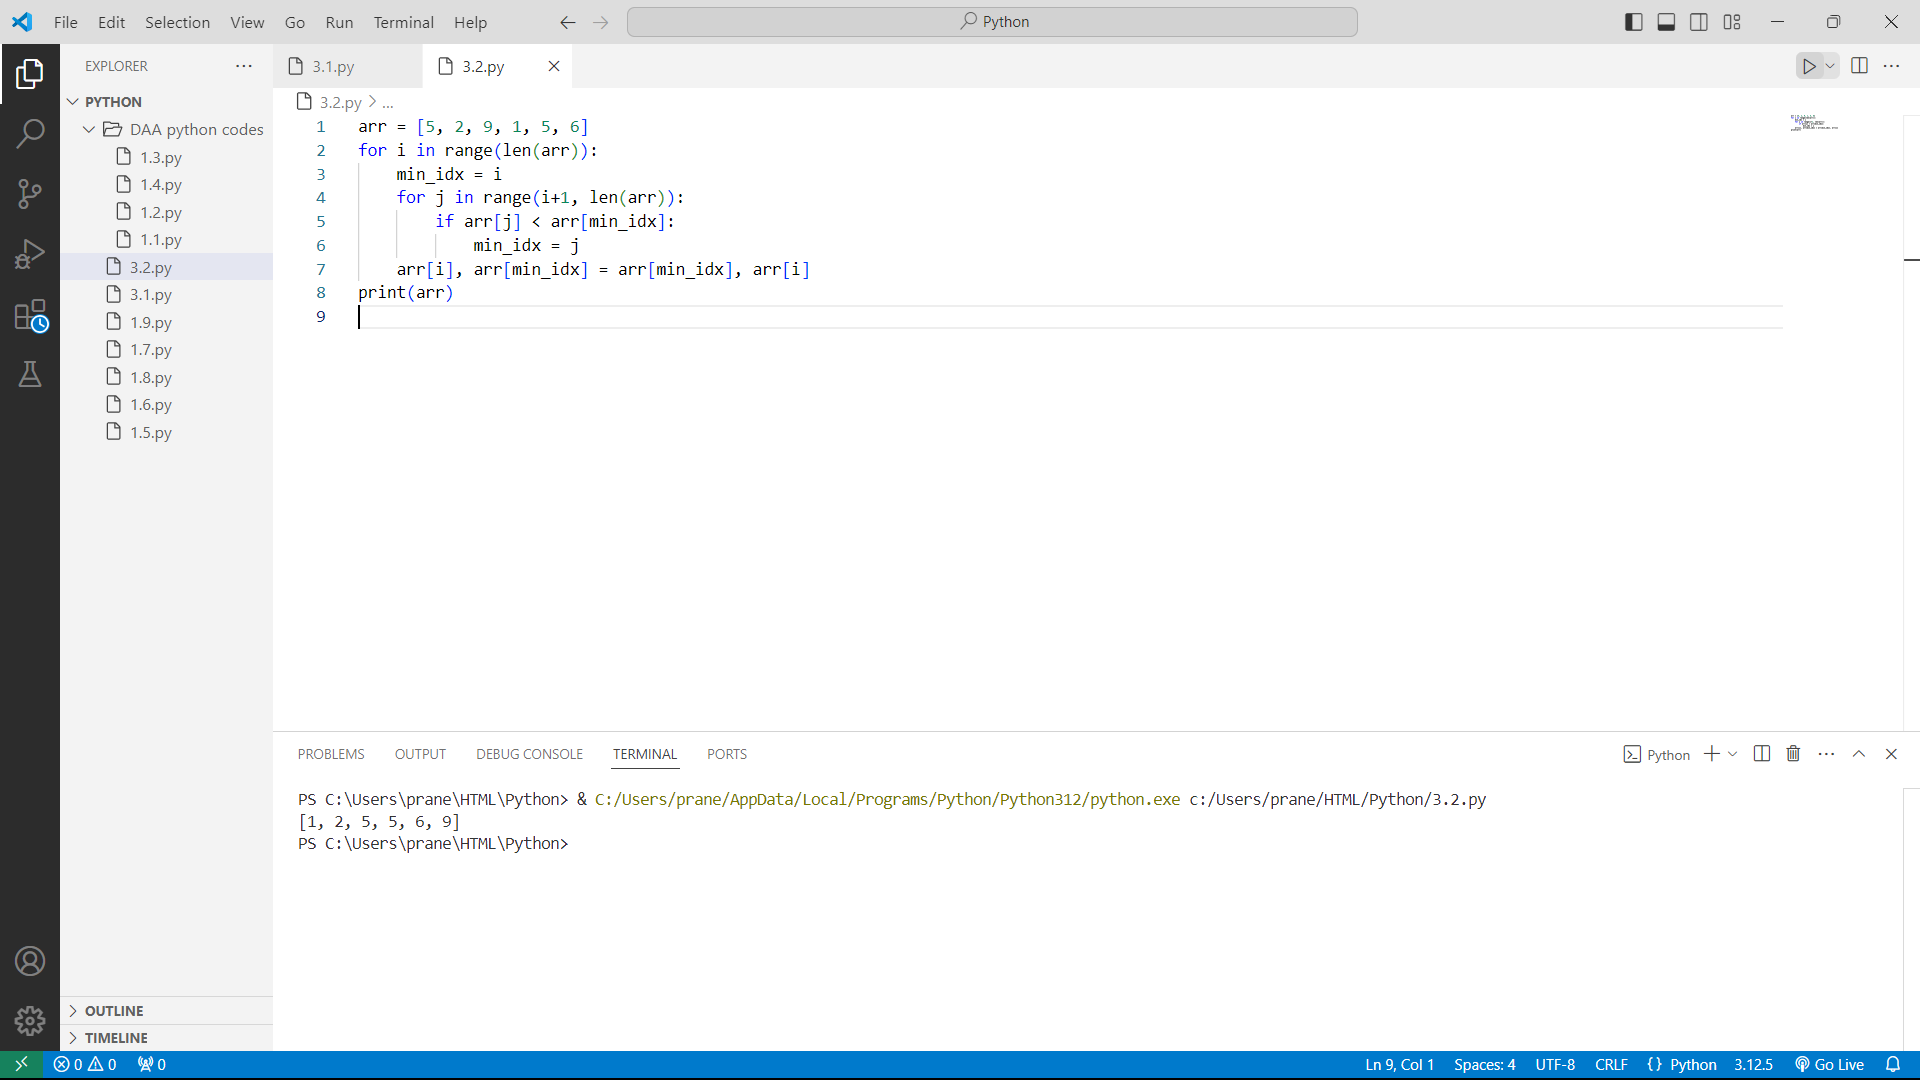 File Edit Selection View Go Run Terminal Help
Python
EXPLORER
PYTHON
DAA python codes
1.3.py
1.4.py
1.2.py
1.1.py
3.2.py
3.1.py
1.9.py
1.7.py
1.8.py
1.6.py
1.5.py
OUTLINE
TIMELINE
3.1.py 3.2.py
3.2.py > ...
1 arr = [5, 2, 9, 1, 5, 6]
2 for i in range(len(arr)):
3     min_idx = i
4     for j in range(i+1, len(arr)):
5         if arr[j] < arr[min_idx]:
6             min_idx = j
7     arr[i], arr[min_idx] = arr[min_idx], arr[i]
8 print(arr)
9
PROBLEMS OUTPUT DEBUG CONSOLE TERMINAL PORTS
Python
PS C:\Users\prane\HTML\Python> & C:/Users/prane/AppData/Local/Programs/Python/Python312/python.exe c:/Users/prane/HTML/Python/3.2.py
[1, 2, 5, 5, 6, 9]
PS C:\Users\prane\HTML\Python>
0 0 0 Ln 9, Col 1 Spaces: 4 UTF-8 CRLF {} Python 3.12.5 Go Live